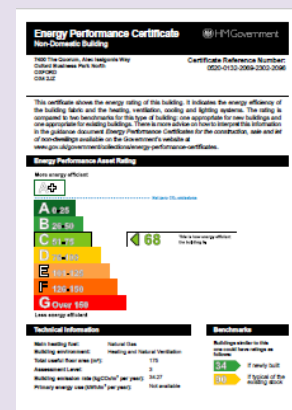 Energy Performance Certificate
HM Government
Non-Domestic Building
7400 The Quorum, Alec Issigonis Way
Oxford Business Park North
OXFORD
OX4 2JZ
Certificate Reference Number:
0520-0132-2069-2302-2096
This certificate shows the energy rating of this building. It indicates the energy efficiency of
the building fabric and the heating, ventilation, cooling and lighting systems. The rating is
compared to two benchmarks for this type of building: one appropriate for new buildings and
one appropriate for existing buildings. There is more advice on how to interpret this information
in the guidance document Energy Performance Certificates for the construction, sale and let
of non-dwellings available on the Government's website at
www.gov.uk/government/collections/energy-performance-certificates.
Energy Performance Asset Rating
More energy efficient
A+
Net zero CO₂ emissions
A 0-25
B 26-50
C 51-75
68
This is how energy efficient
the building is.
D 76-100
E 101-125
F 126-150
G Over 150
Less energy efficient
Technical Information
Main heating fuel: Natural Gas
Building environment: Heating and Natural Ventilation
Total useful floor area (m²): 175
Assessment Level: 3
Building emission rate (kgCO₂/m² per year): 34.27
Primary energy use (kWh/m² per year): Not available
Benchmarks
Buildings similar to this
one could have ratings as
follows:
34 If newly built
If typical of the
existing stock